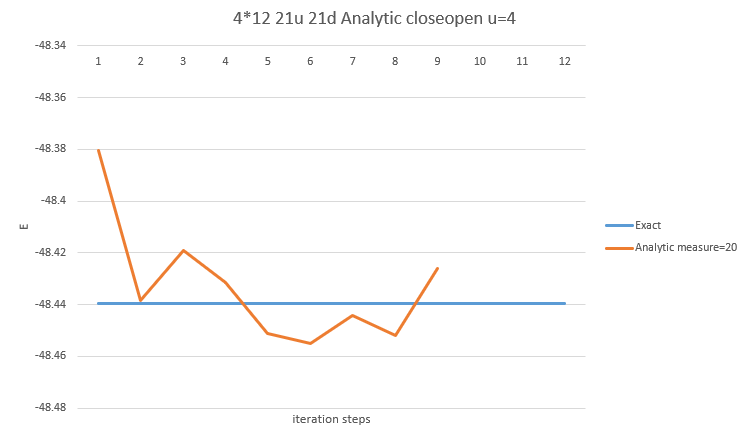 4*12 21u 21d Analytic closeopen u=4
-48.34
1 2 3 4 5 6 7 8 9 10 11 12
-48.36
-48.38
-48.4
E
Exact
Analytic measure=20
-48.42
-48.44
-48.46
-48.48
iteration steps